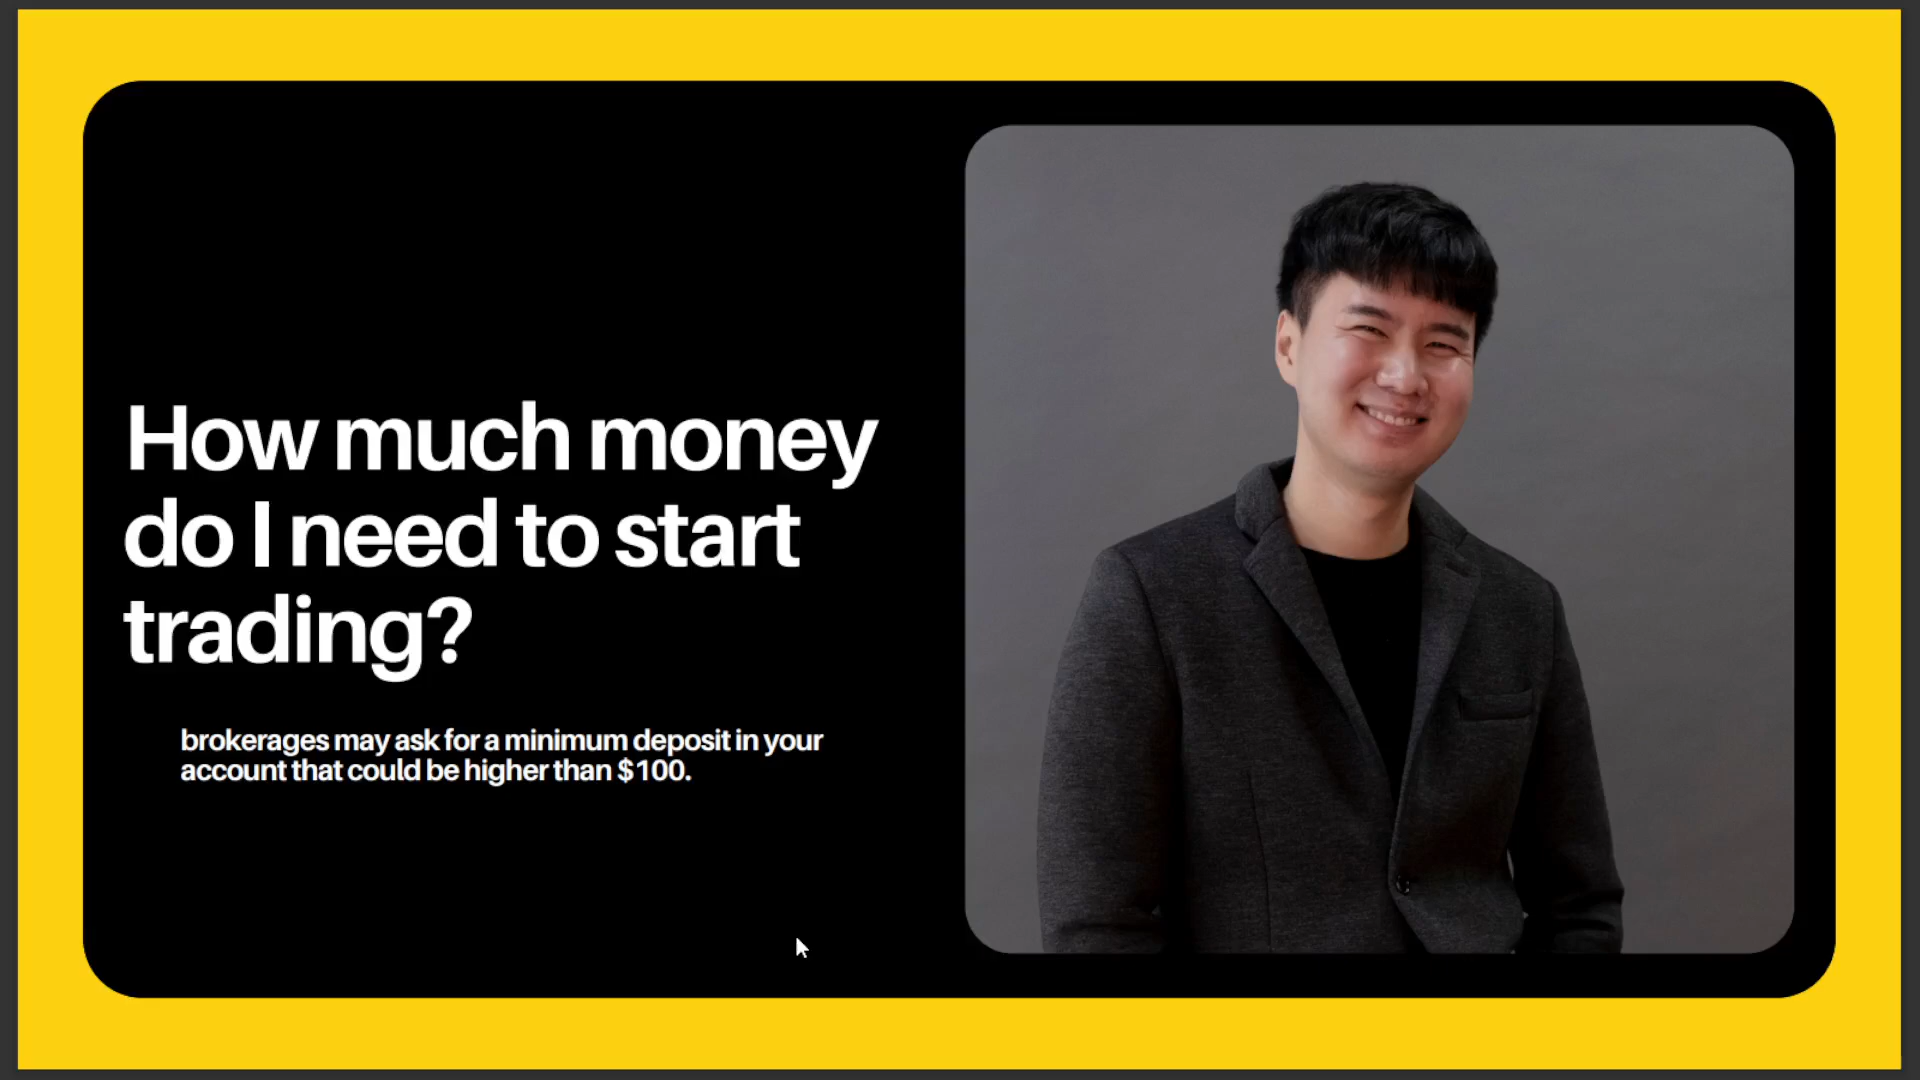 How much money
do I need to start
trading?
brokerages may ask for a minimum deposit in your
account that could be higher than $100.